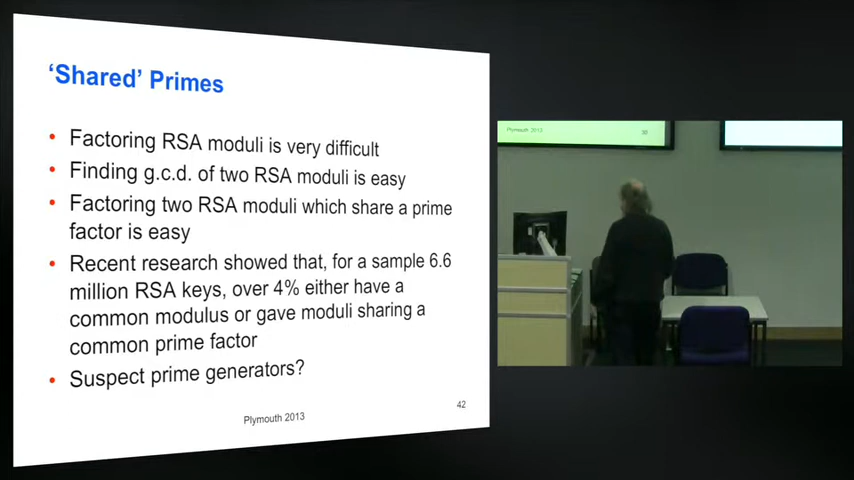 ‘Shared’ Primes
• Factoring RSA moduli is very difficult
• Finding g.c.d. of two RSA moduli is easy
• Factoring two RSA moduli which share a prime
factor is easy
• Recent research showed that, for a sample 6.6
million RSA keys, over 4% either have a
common modulus or gave moduli sharing a
common prime factor
• Suspect prime generators?
Plymouth 2013
42
Plymouth 2013